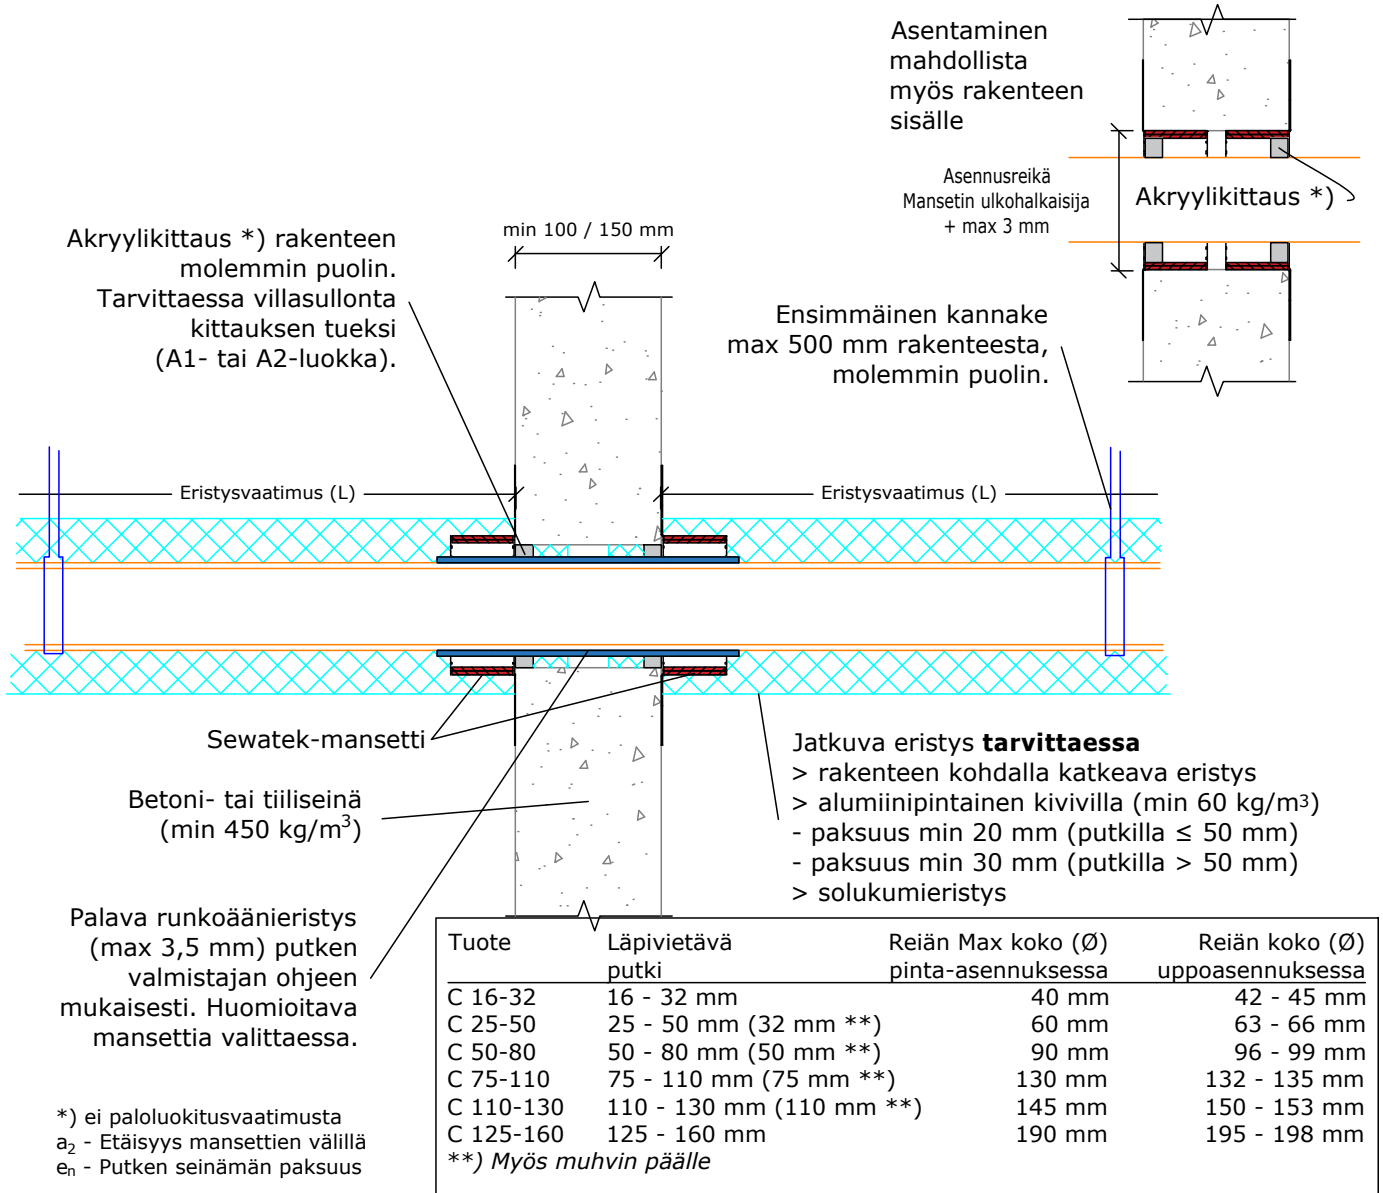 Asentaminen
mahdollista
myös rakenteen
sisälle
Asennusreikä
Mansetin ulkohalkaisija
+ max 3 mm
Akryylikittaus *)
min 100 / 150 mm
Akryylikittaus *) rakenteen
molemmin puolin.
Tarvittaessa villasullonta
kittauksen tueksi
(A1- tai A2-luokka).
Ensimmäinen kannake
max 500 mm rakenteesta,
molemmin puolin.
Eristysvaatimus (L)
Eristysvaatimus (L)
Sewatek-mansetti
Betoni- tai tiiliseinä
(min 450 kg/m³)
Jatkuva eristys tarvittaessa
> rakenteen kohdalla katkeava eristys
> alumiinipintainen kivivilla (min 60 kg/m³)
- paksuus min 20 mm (putkilla ≤ 50 mm)
- paksuus min 30 mm (putkilla > 50 mm)
> solukumieristys
Palava runkoäänieristys
(max 3,5 mm) putken
valmistajan ohjeen
mukaisesti. Huomioitava
mansettia valittaessa.
*) ei paloluokitusvaatimusta
a₂ - Etäisyys mansettien välillä
eₙ - Putken seinämän paksuus
Tuote Läpivietävä Reiän Max koko (Ø) Reiän koko (Ø)
putki pinta-asennuksessa uppoasennuksessa
C 16-32 16 - 32 mm 40 mm 42 - 45 mm
C 25-50 25 - 50 mm (32 mm **) 60 mm 63 - 66 mm
C 50-80 50 - 80 mm (50 mm **) 90 mm 96 - 99 mm
C 75-110 75 - 110 mm (75 mm **) 130 mm 132 - 135 mm
C 110-130 110 - 130 mm (110 mm **) 145 mm 150 - 153 mm
C 125-160 125 - 160 mm 190 mm 195 - 198 mm
**) Myös muhvin päälle